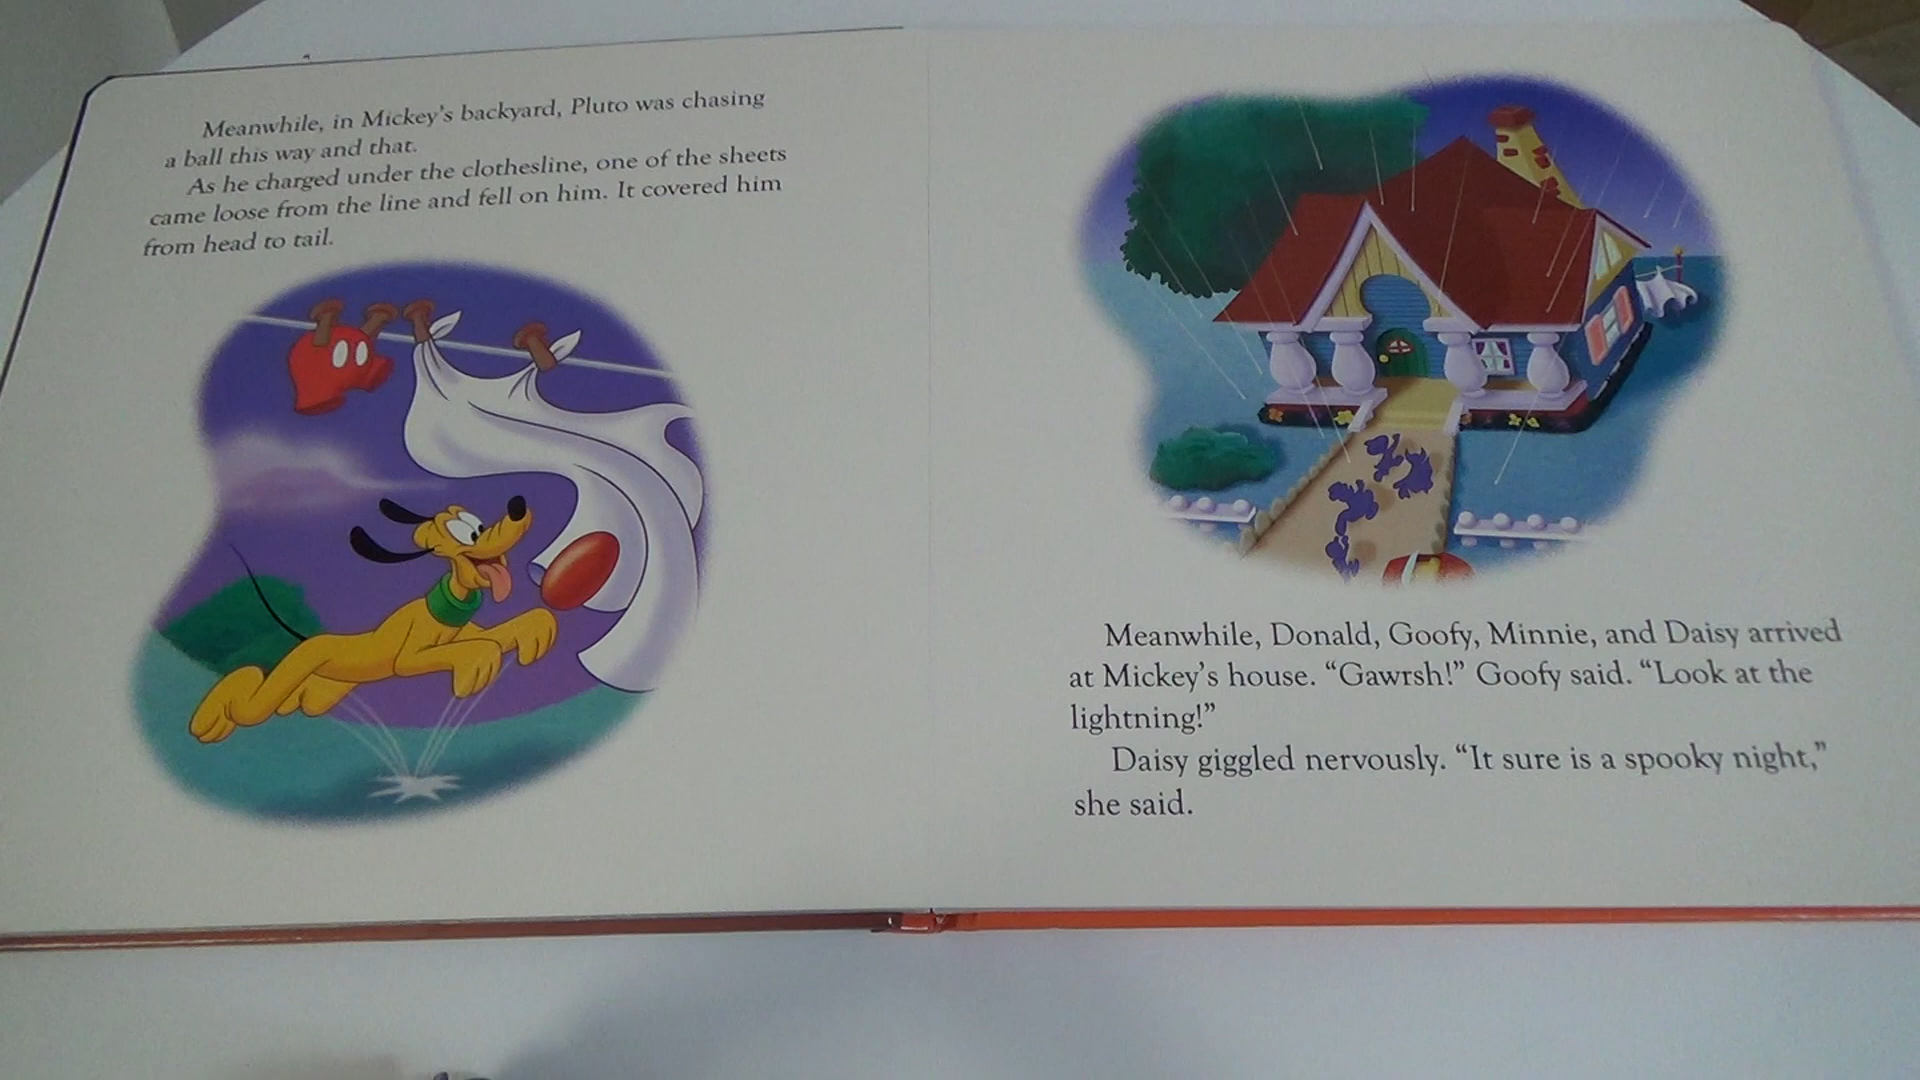 Meanwhile, in Mickey's backyard, Pluto was chasing
a ball this way and that.
As he charged under the clothesline, one of the sheets
came loose from the line and fell on him. It covered him
from head to tail.
Meanwhile, Donald, Goofy, Minnie, and Daisy arrived
at Mickey's house. “Gawrsh!” Goofy said. “Look at the
lightning!”
Daisy giggled nervously. “It sure is a spooky night,”
she said.